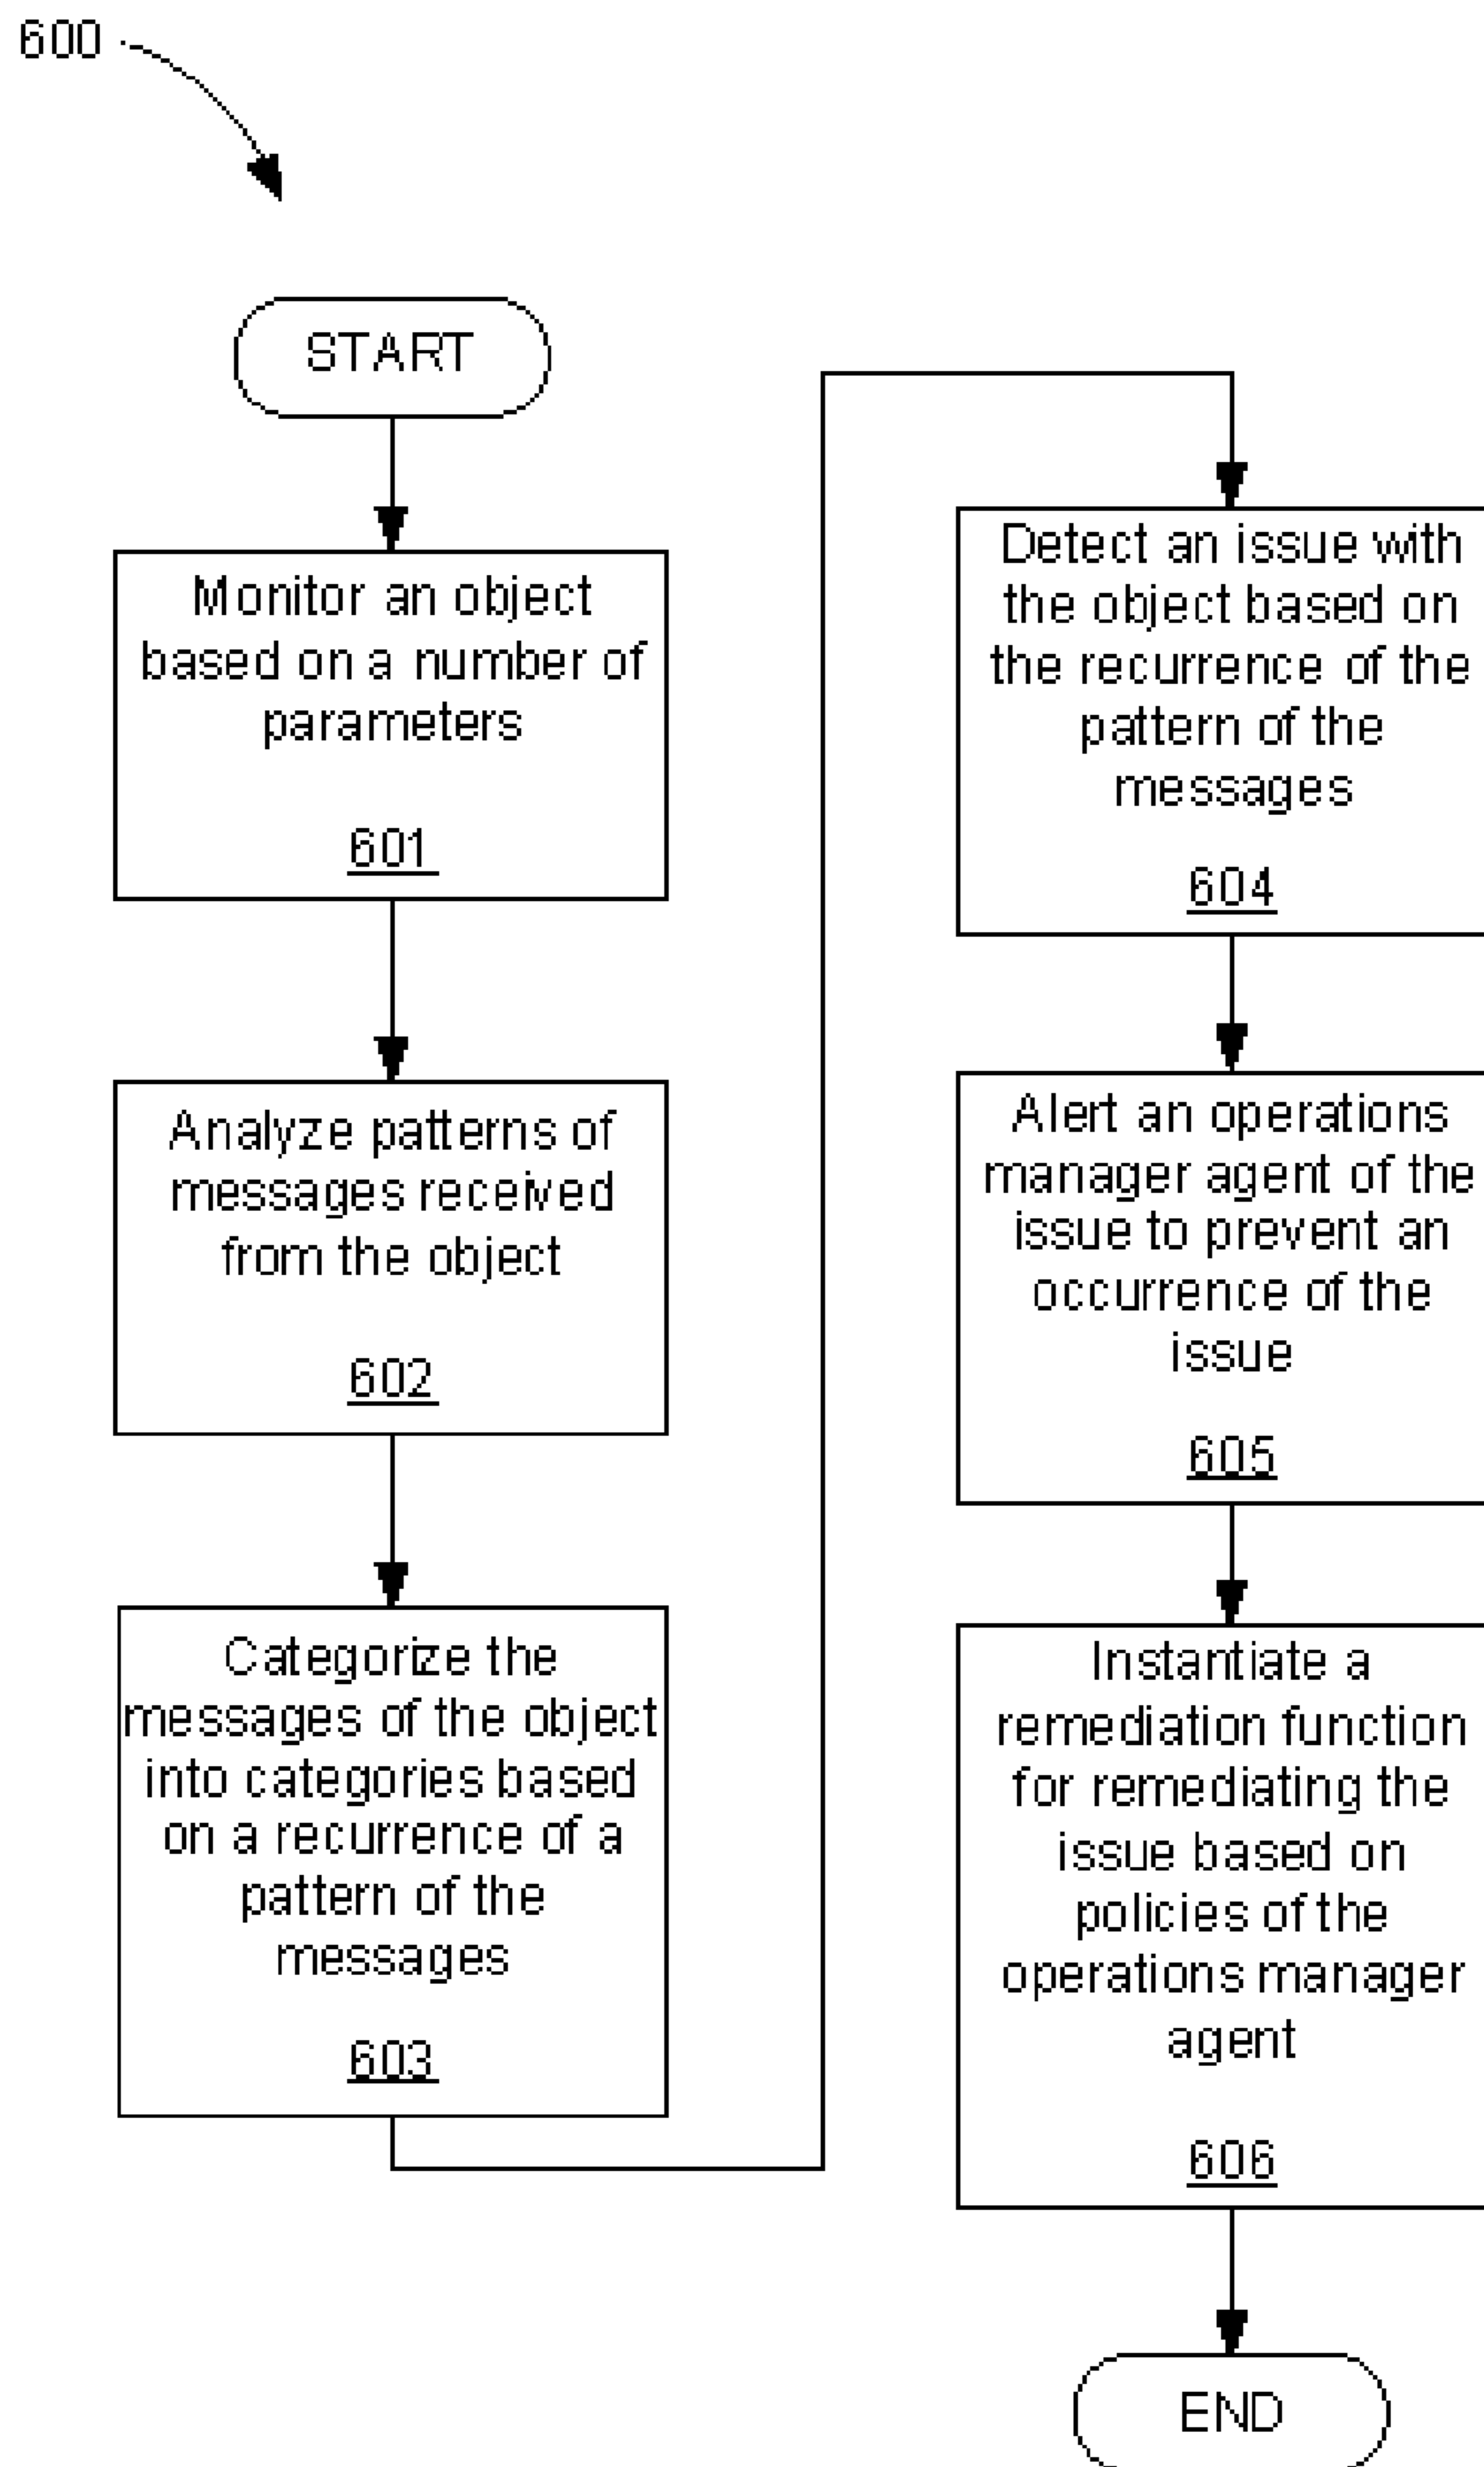 600
START
Monitor an object
based on a number of
parameters
601
Analyze patterns of
messages received
from the object
602
Categorize the
messages of the object
into categories based
on a recurrence of a
pattern of the
messages
603
Detect an issue with
the object based on
the recurrence of the
pattern of the
messages
604
Alert an operations
manager agent of the
issue to prevent an
occurrence of the
issue
605
Instantiate a
remediation function
for remediating the
issue based on
policies of the
operations manager
agent
606
END